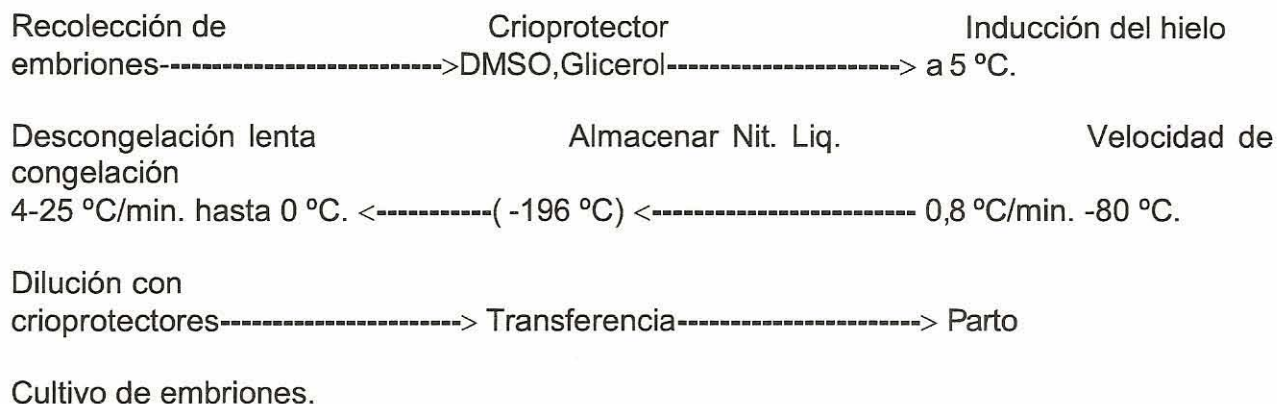 Recolección de Crioprotector Inducción del hielo
embriones-------------------------->DMSO,Glicerol----------------------> a 5 ºC.
Descongelación lenta Almacenar Nit. Liq. Velocidad de
congelación
4-25 ºC/min. hasta 0 ºC. <-----------( -196 ºC) <------------------------- 0,8 ºC/min. -80 ºC.
Dilución con
crioprotectores-----------------------> Transferencia-----------------------> Parto
Cultivo de embriones.